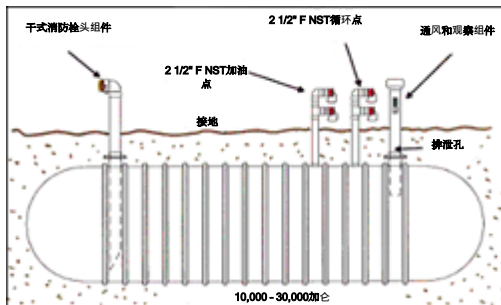 干式消防栓头组件
2 1/2" F NST循环点
通风和观察组件
2 1/2" F NST加油
点
接地
排泄孔
10,000 - 30,000加仑